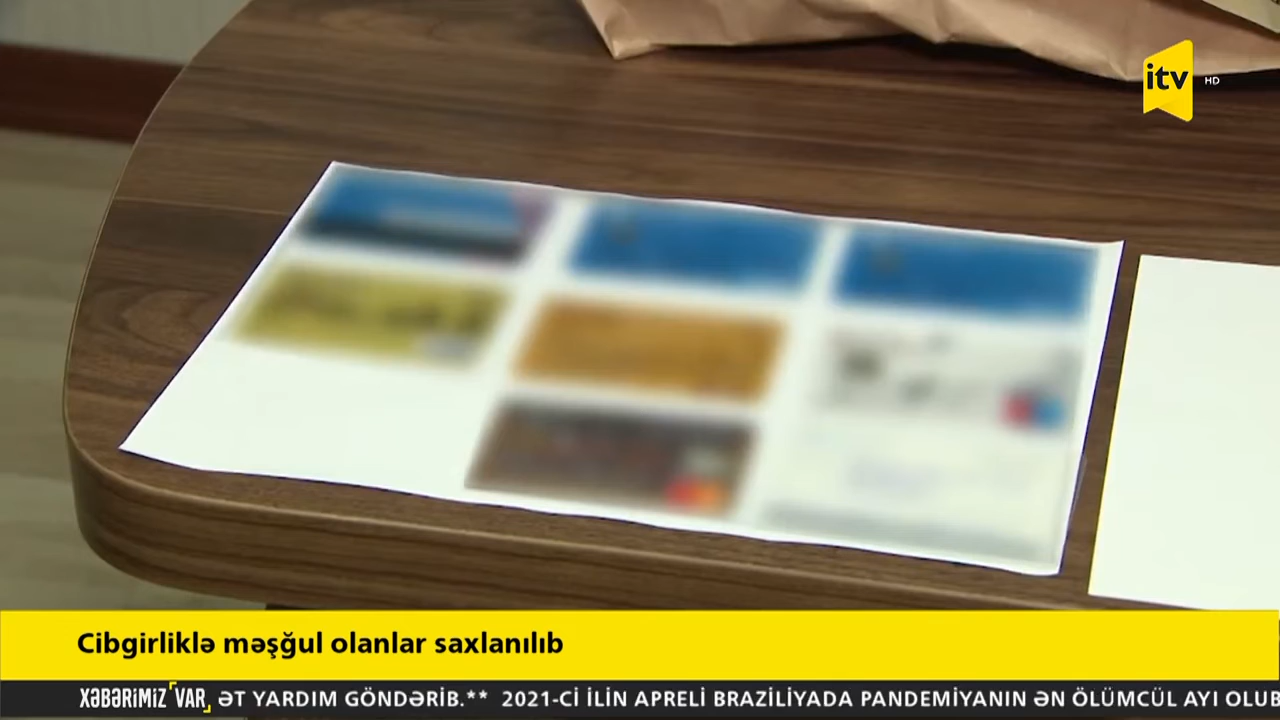 itv HD
Cibgirliklə məşğul olanlar saxlanılıb
XƏBƏRİMİZ VAR ƏT YARDIM GÖNDƏRİB.** 2021-Cİ İLİN APRELİ BRAZİLİYADA PANDEMİYANIN ƏN ÖLÜMCÜL AYI OLUB